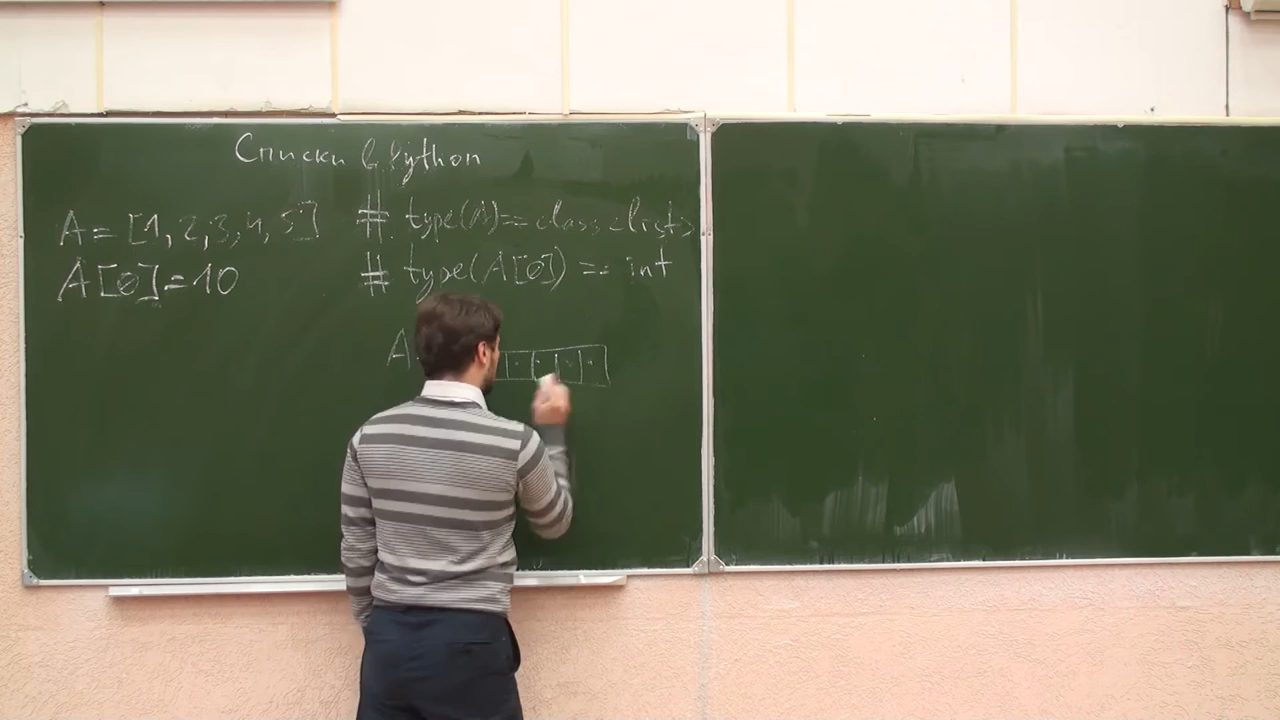 Списки в Python
A = [1, 2, 3, 4, 5] # type(A) == class <list>
A[0] = 10 # type(A[0]) == int
A